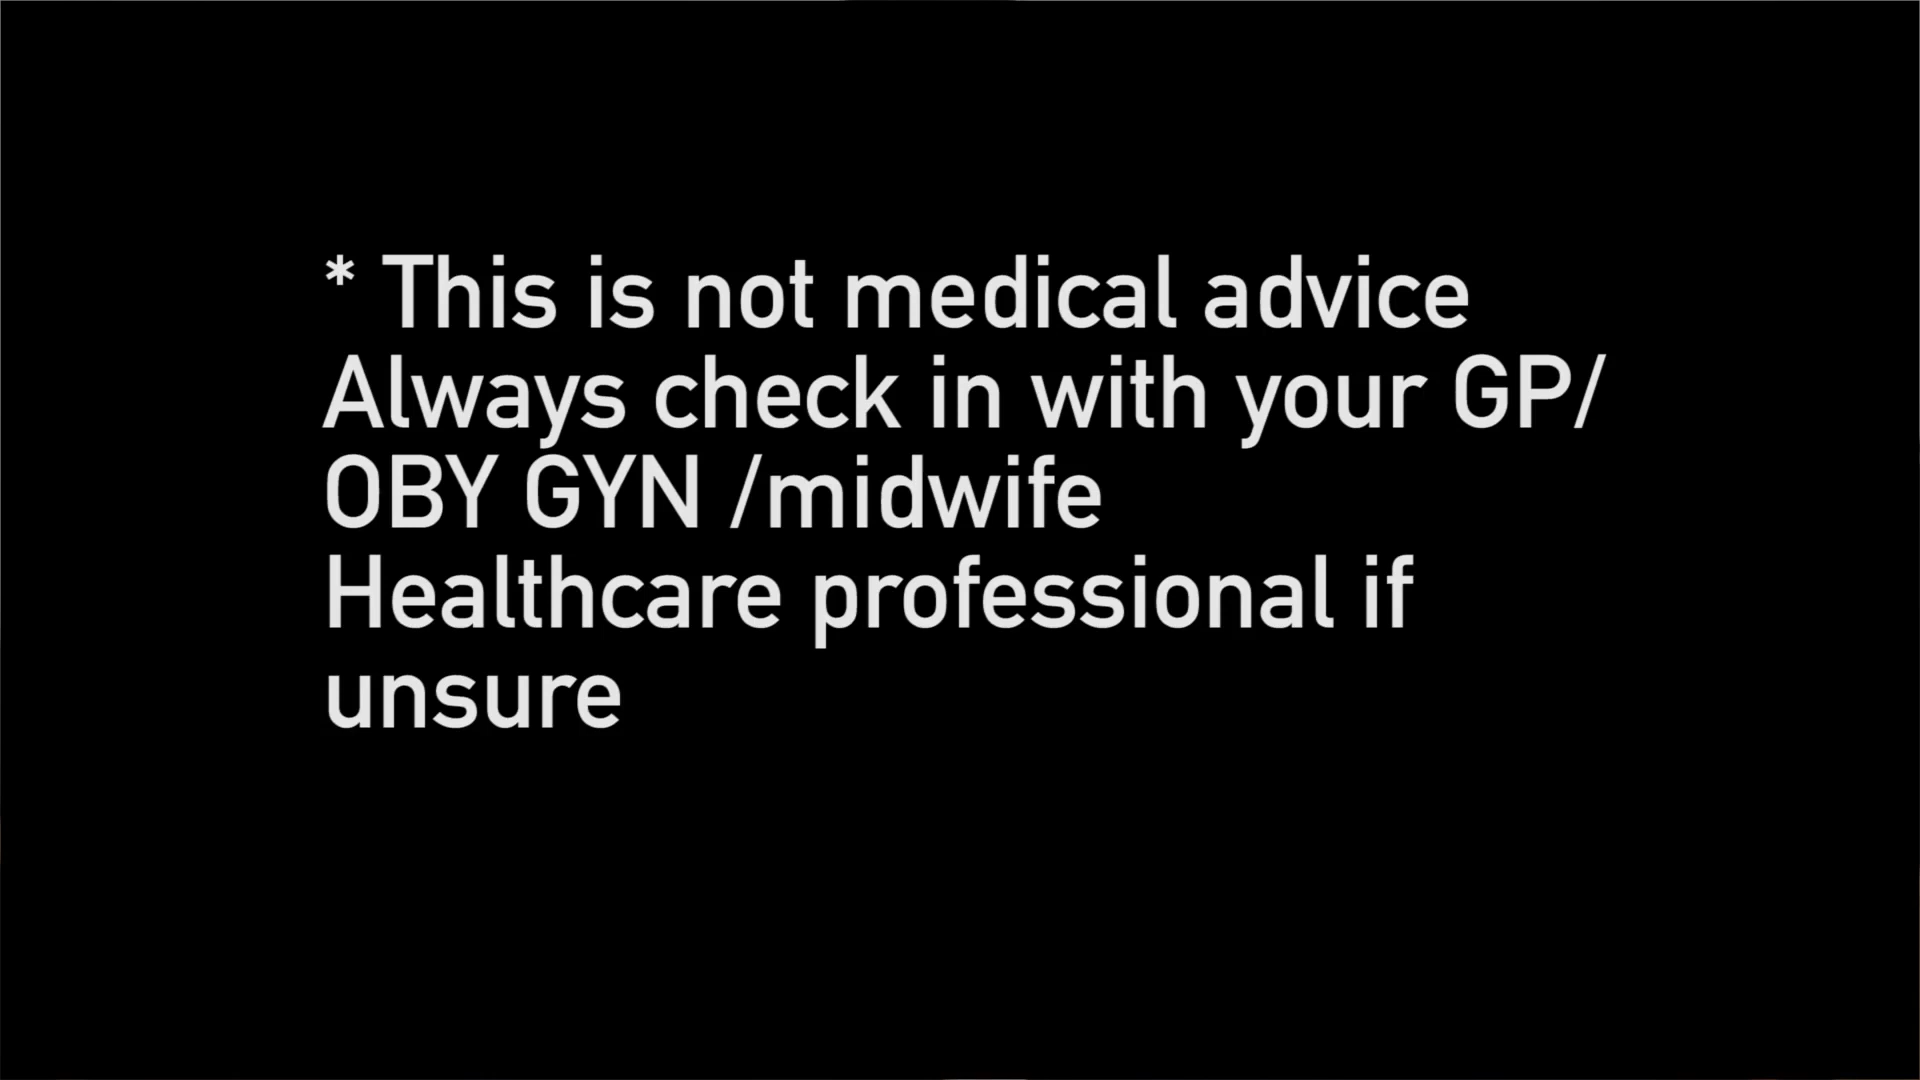 * This is not medical advice
Always check in with your GP/
OBY GYN /midwife
Healthcare professional if
unsure